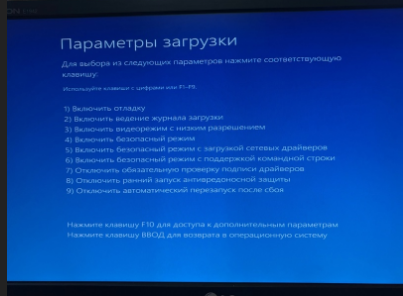 Параметры загрузки
Для выбора из следующих параметров нажмите соответствующую
клавишу:
Используйте клавиши с цифрами или F1-F9.
1) Включить отладку
2) Включить ведение журнала загрузки
3) Включить видеорежим с низким разрешением
4) Включить безопасный режим
5) Включить безопасный режим с загрузкой сетевых драйверов
6) Включить безопасный режим с поддержкой командной строки
7) Отключить обязательную проверку подписи драйверов
8) Отключить ранний запуск антивредоносной защиты
9) Отключить автоматический перезапуск после сбоя
Нажмите клавишу F10 для доступа к дополнительным параметрам
Нажмите клавишу ВВОД для возврата в операционную систему